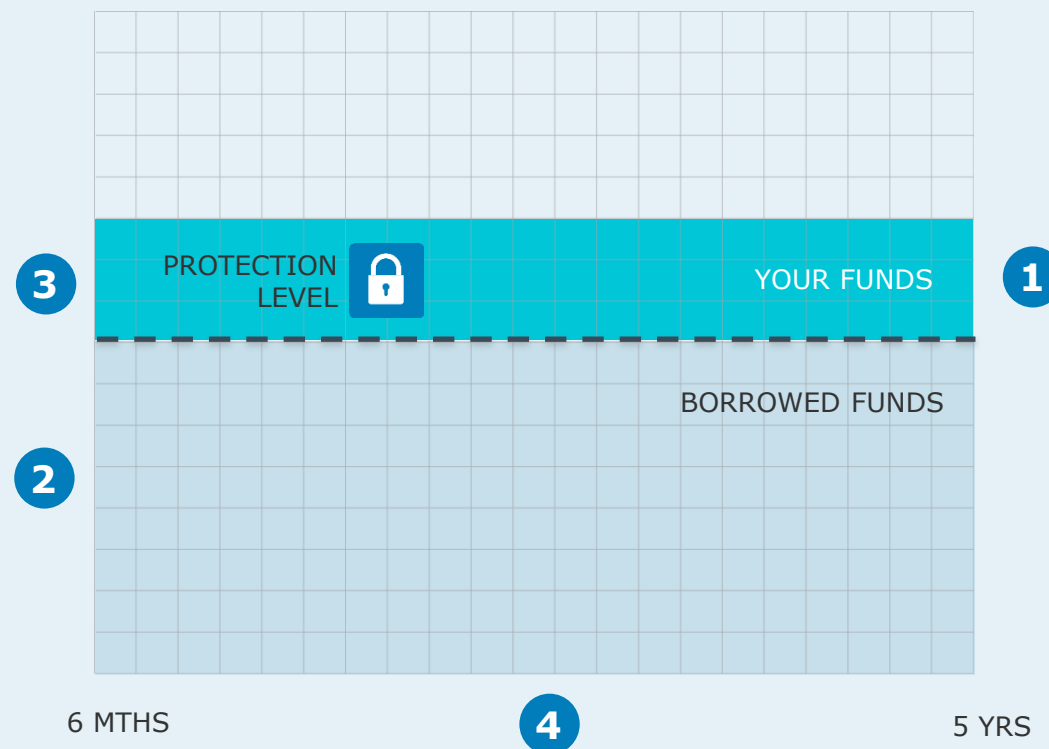 3
PROTECTION
LEVEL
YOUR FUNDS
1
BORROWED FUNDS
2
6 MTHS
4
5 YRS